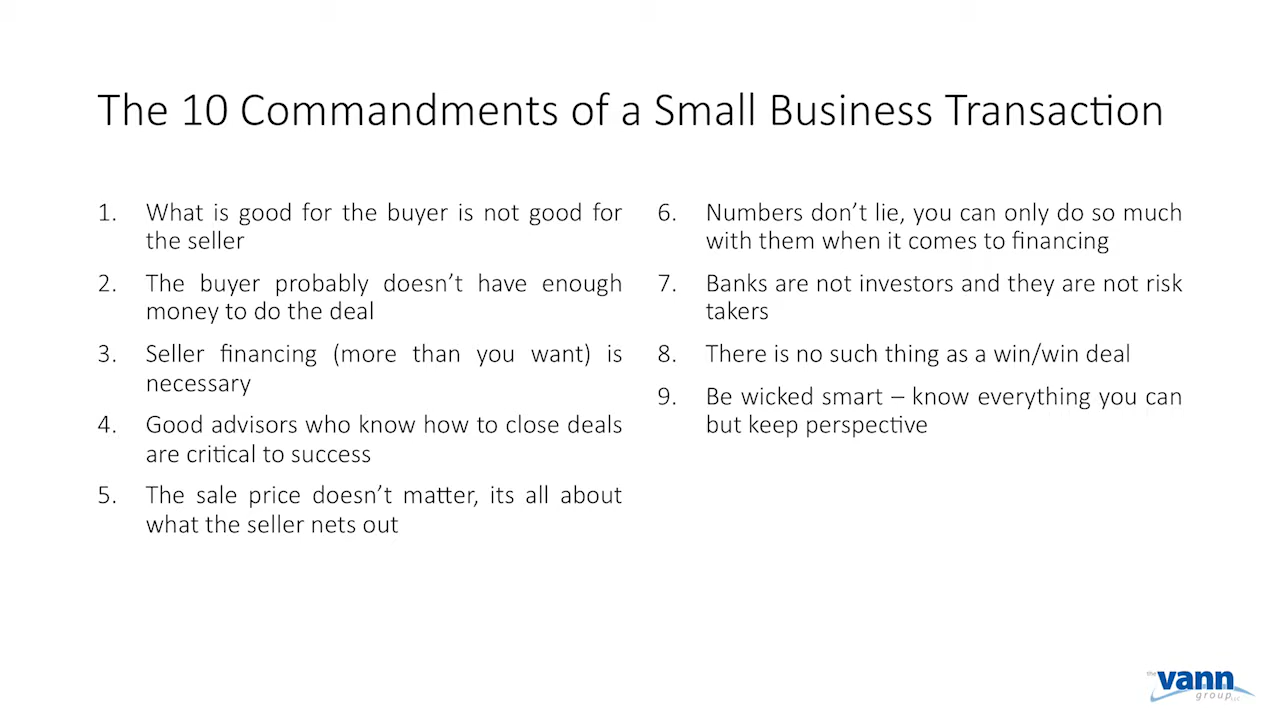 The 10 Commandments of a Small Business Transaction
1. What is good for the buyer is not good for
the seller
2. The buyer probably doesn’t have enough
money to do the deal
3. Seller financing (more than you want) is
necessary
4. Good advisors who know how to close deals
are critical to success
5. The sale price doesn’t matter, its all about
what the seller nets out
6. Numbers don’t lie, you can only do so much
with them when it comes to financing
7. Banks are not investors and they are not risk
takers
8. There is no such thing as a win/win deal
9. Be wicked smart – know everything you can
but keep perspective
the vann
group LLC